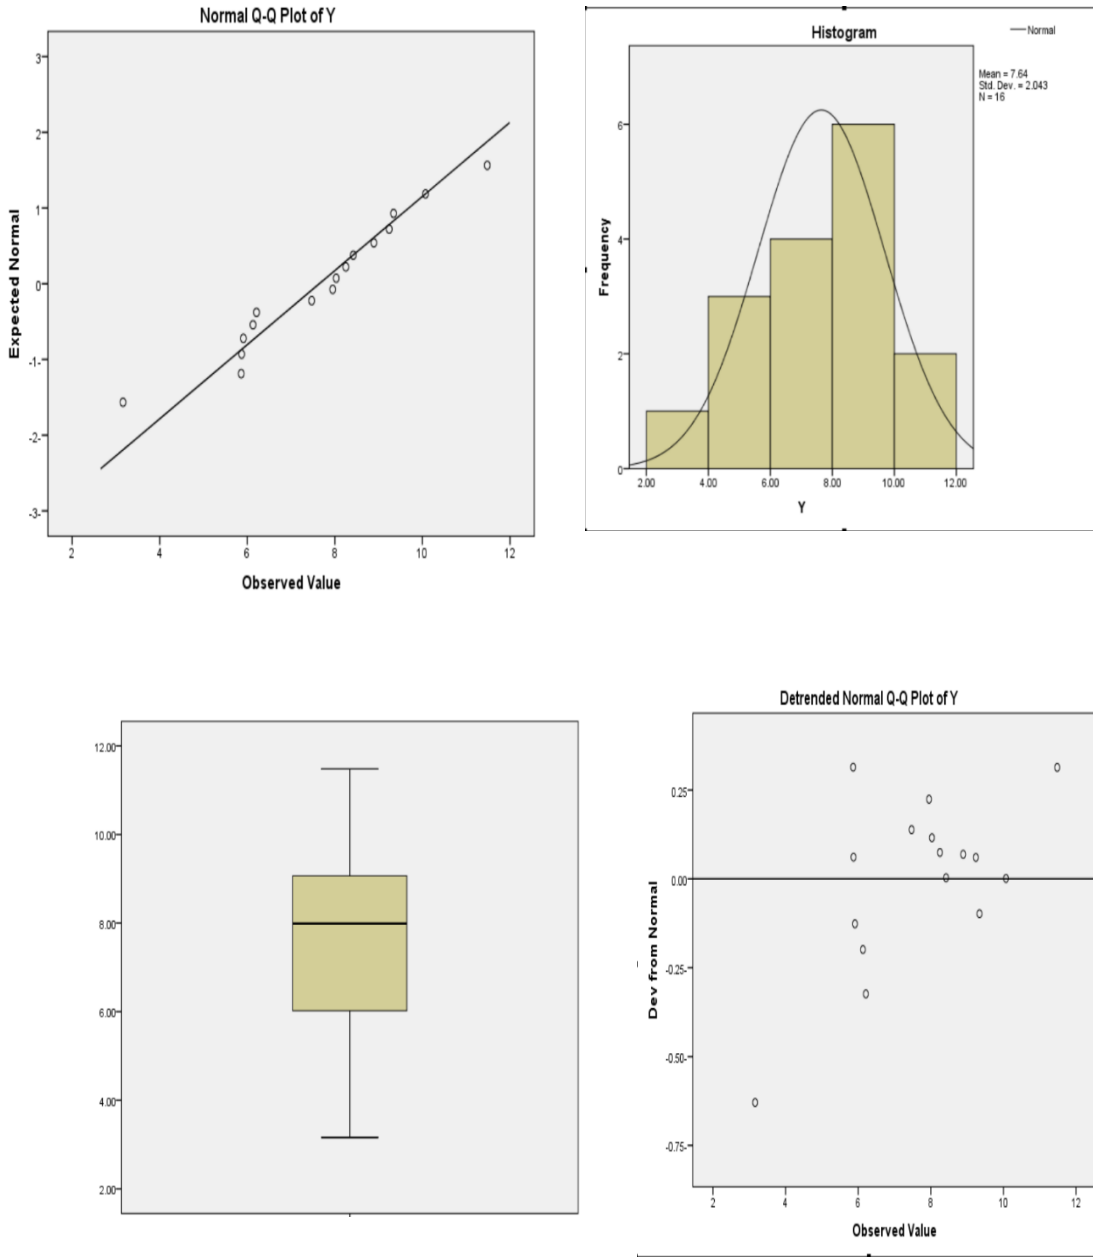 Normal Q-Q Plot of Y
3-
2-
1-
0-
-1-
-2-
-3-
2 4 6 8 10 12
Expected Normal
Observed Value
Histogram
Normal
Mean = 7.64
Std. Dev. = 2.043
N = 16
6-
4-
2-
0
2.00 4.00 6.00 8.00 10.00 12.00
Frequency
Y
12.00
10.00
8.00
6.00
4.00
2.00
Detrended Normal Q-Q Plot of Y
0.25
0.00
-0.25-
-0.50-
-0.75-
2 4 6 8 10 12
Dev from Normal
Observed Value